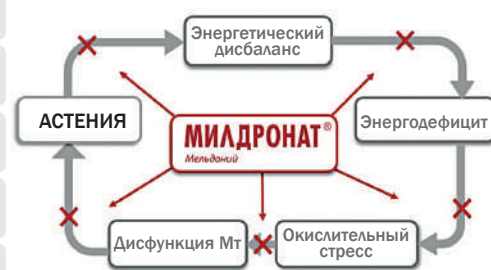 Энергетический
дисбаланс
АСТЕНИЯ
МИЛДРОНАТ®
Мельдоний
Энергодефицит
Дисфункция Мт
Окислительный
стресс